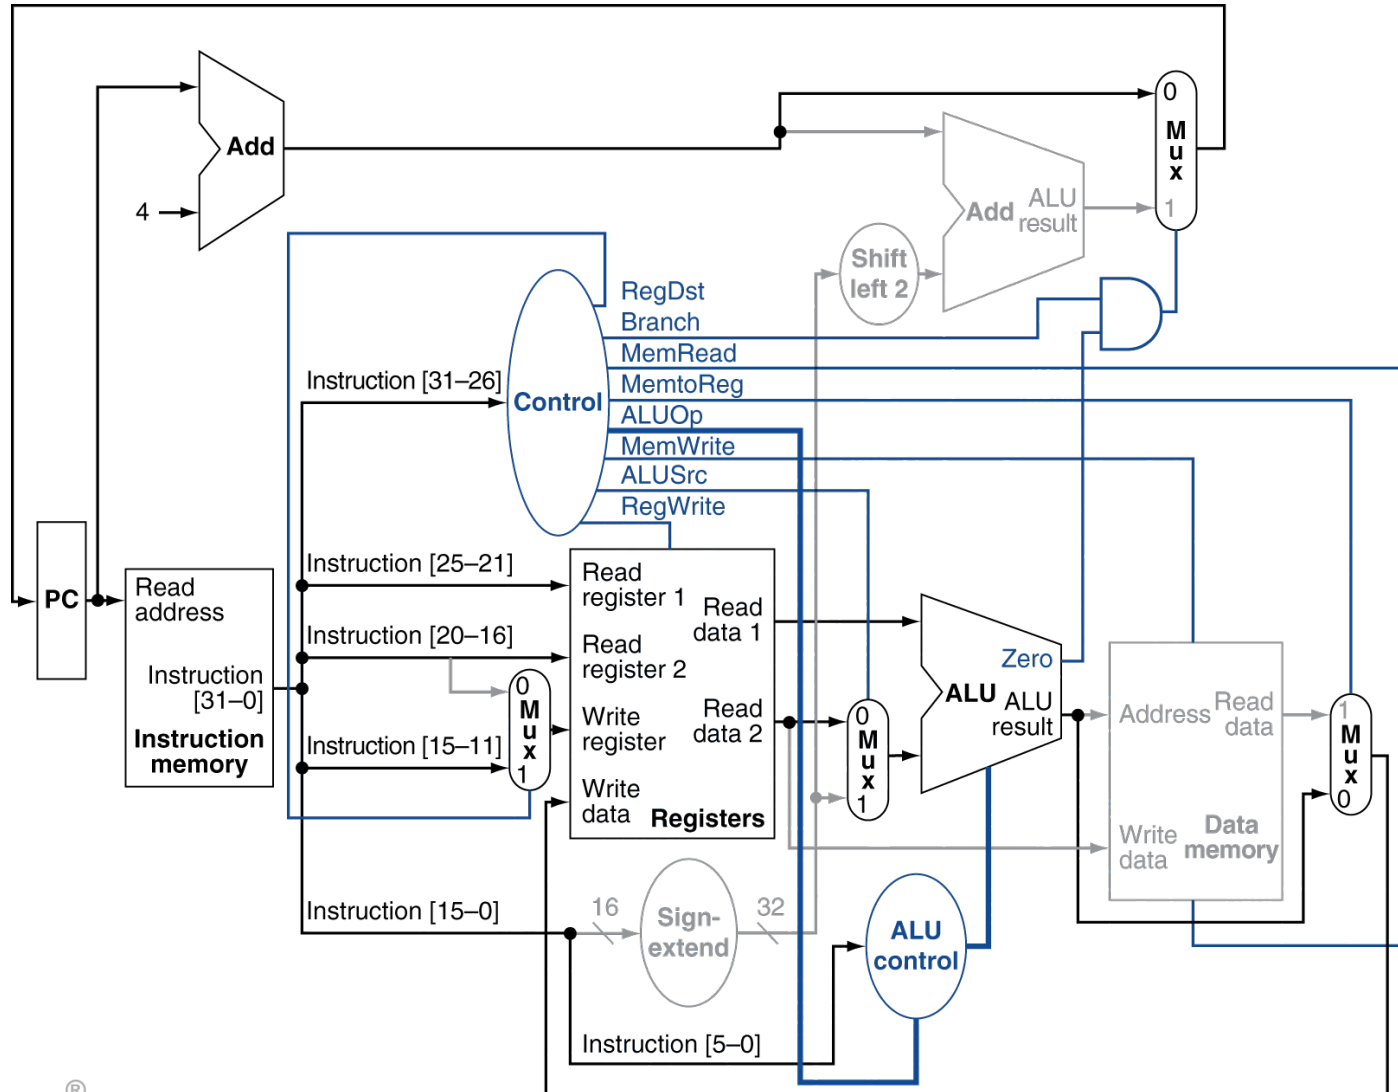 Add
4
0
Mux
1
Add
ALU
result
Shift
left 2
RegDst
Branch
MemRead
MemtoReg
ALUOp
MemWrite
ALUSrc
RegWrite
Control
Instruction [31–26]
PC
Read
address
Instruction
[31–0]
Instruction
memory
Instruction [25–21]
Instruction [20–16]
Instruction [15–11]
0
Mux
1
Read
register 1
Read
register 2
Write
register
Write
data
Read
data 1
Read
data 2
Registers
0
Mux
1
Zero
ALU
ALU
result
Address
Read
data
Write
data
Data
memory
1
Mux
0
Instruction [15–0]
16
Sign-
extend
32
ALU
control
Instruction [5–0]
®